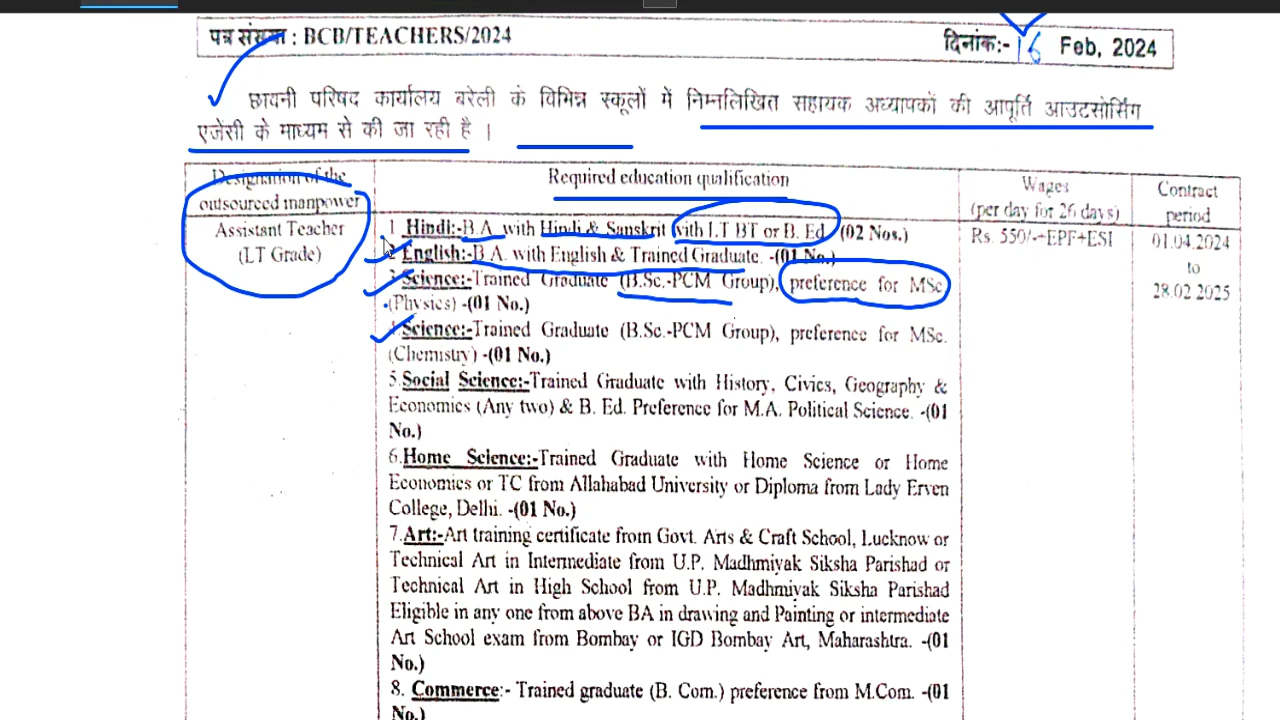 पत्र संख्या : BCB/TEACHERS/2024
दिनांक:- 16 Feb, 2024
छावनी परिषद कार्यालय बरेली के विभिन्न स्कूलों में निम्नलिखित सहायक अध्यापकों की आपूर्ति आउटसोर्सिंग
एजेंसी के माध्यम से की जा रही है ।
Designation of the
outsourced manpower
Required education qualification
Wages
(per day for 26 days)
Contract
period
Assistant Teacher
(LT Grade)
1 Hindi:-B.A. with Hindi & Sanskrit with LT BT or B. Ed. (02 Nos.)
2 English:-B.A. with English & Trained Graduate. -(01 No.)
3 Science:-Trained Graduate (B.Sc.-PCM Group), preference for MSc.
(Physics) -(01 No.)
4.Science:-Trained Graduate (B.Sc.-PCM Group), preference for MSc.
(Chemistry) -(01 No.)
5.Social Science:-Trained Graduate with History, Civics, Geography &
Economics (Any two) & B. Ed. Preference for M.A. Political Science. -(01
No.)
6.Home Science:-Trained Graduate with Home Science or Home
Economics or TC from Allahabad University or Diploma from Lady Erven
College, Delhi. -(01 No.)
7.Art:-Art training certificate from Govt. Arts & Craft School, Lucknow or
Technical Art in Intermediate from U.P. Madhmiyak Siksha Parishad or
Technical Art in High School from U.P. Madhmiyak Siksha Parishad
Eligible in any one from above BA in drawing and Painting or intermediate
Art School exam from Bombay or IGD Bombay Art, Maharashtra. -(01
No.)
8. Commerce:- Trained graduate (B. Com.) preference from M.Com. -(01
No.)
Rs. 550/-+EPF+ESI
01.04.2024
to
28.02.2025